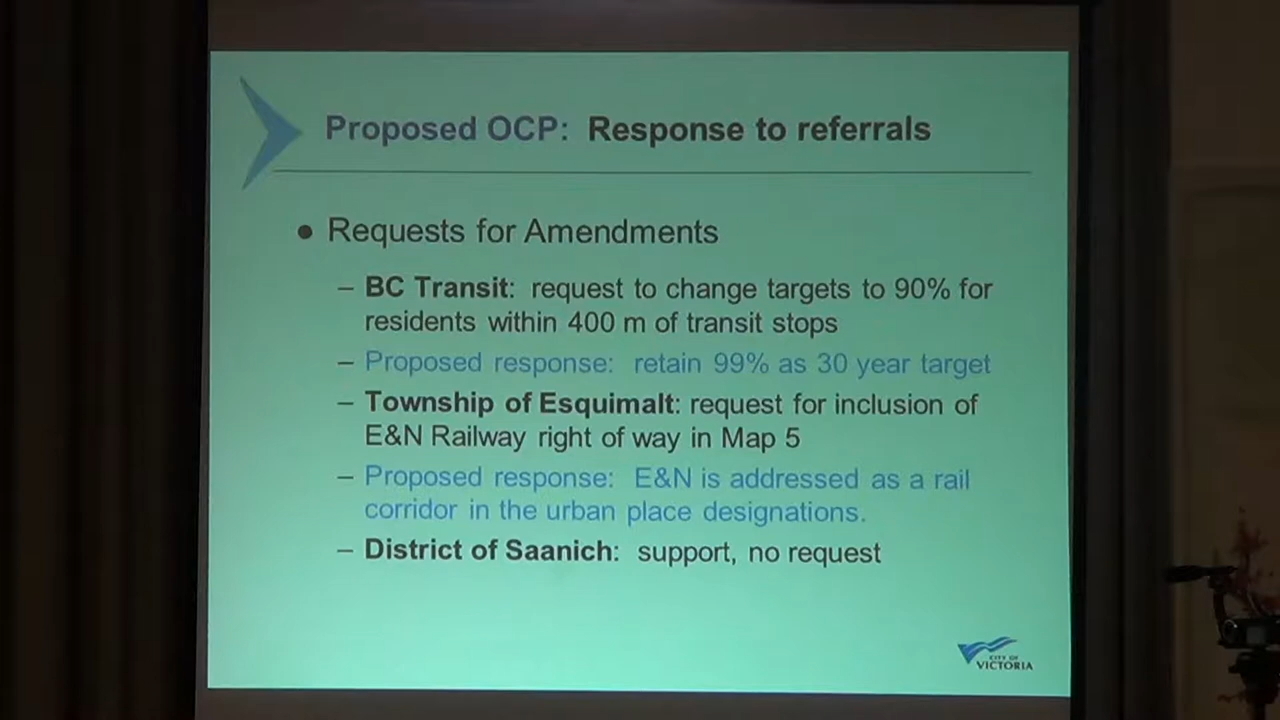 Proposed OCP: Response to referrals
● Requests for Amendments
– BC Transit: request to change targets to 90% for
residents within 400 m of transit stops
– Proposed response: retain 99% as 30 year target
– Township of Esquimalt: request for inclusion of
E&N Railway right of way in Map 5
– Proposed response: E&N is addressed as a rail
corridor in the urban place designations.
– District of Saanich: support, no request
CITY OF
VICTORIA